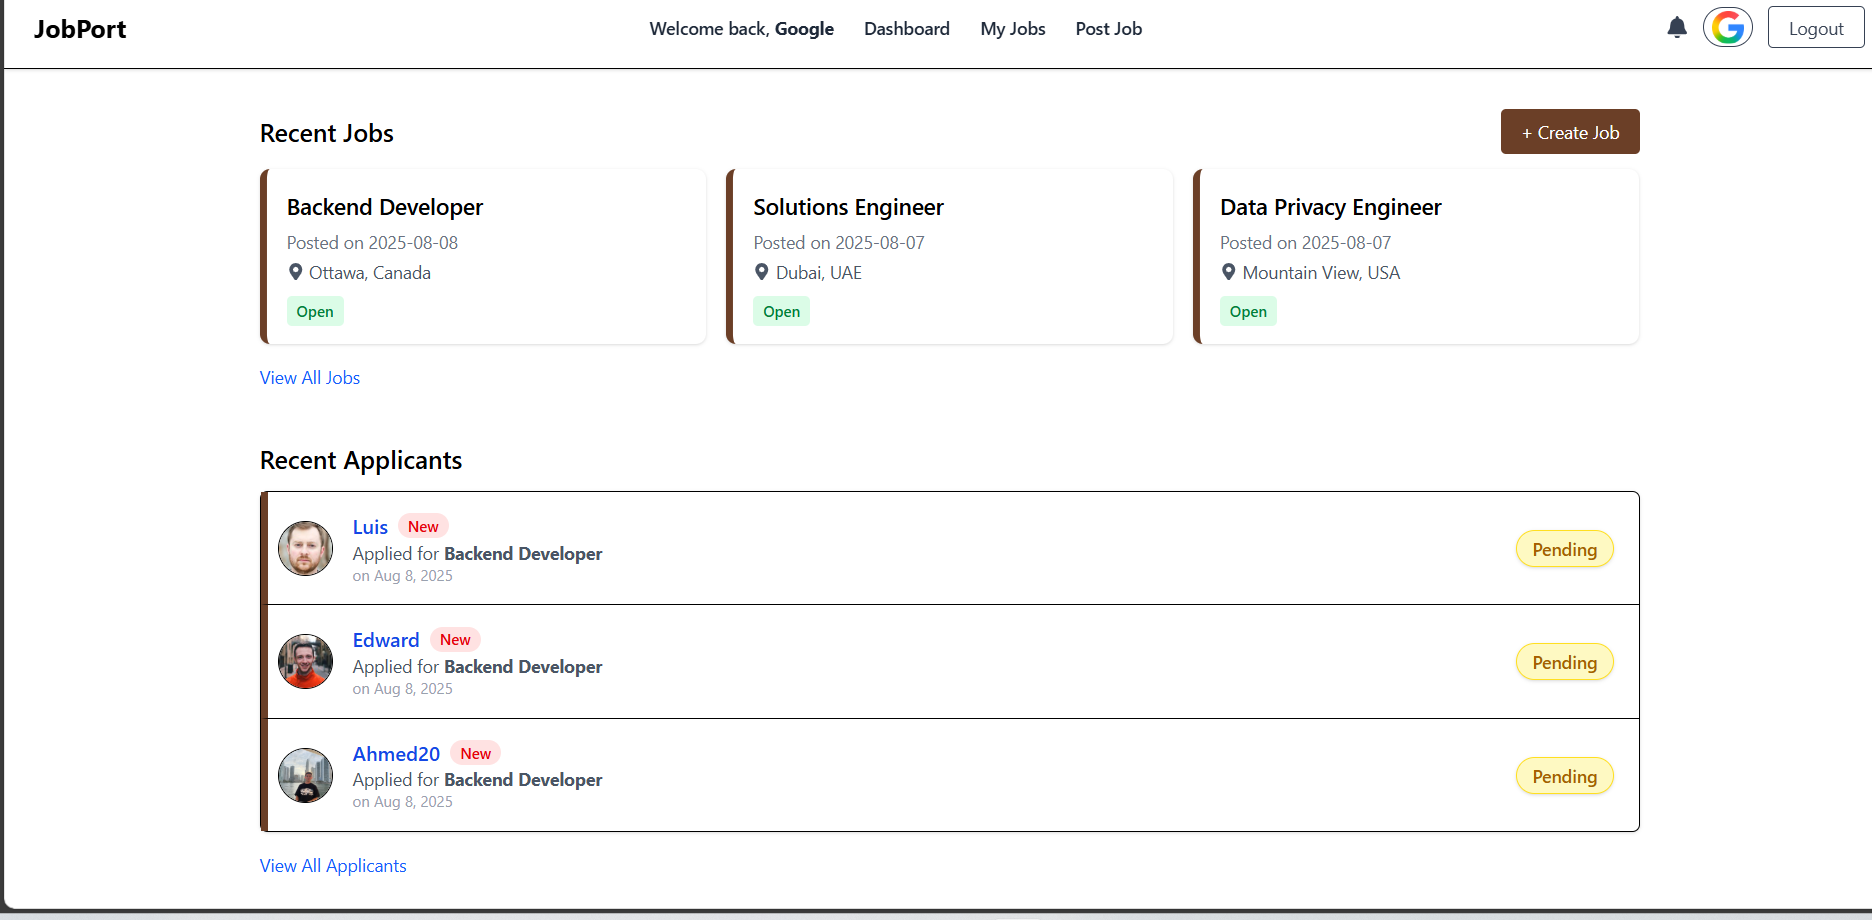 JobPort
Welcome back, Google
Dashboard
My Jobs
Post Job
Logout
Recent Jobs
+ Create Job
Backend Developer
Posted on 2025-08-08
Ottawa, Canada
Open
Solutions Engineer
Posted on 2025-08-07
Dubai, UAE
Open
Data Privacy Engineer
Posted on 2025-08-07
Mountain View, USA
Open
View All Jobs
Recent Applicants
Luis New
Applied for Backend Developer
on Aug 8, 2025
Pending
Edward New
Applied for Backend Developer
on Aug 8, 2025
Pending
Ahmed20 New
Applied for Backend Developer
on Aug 8, 2025
Pending
View All Applicants